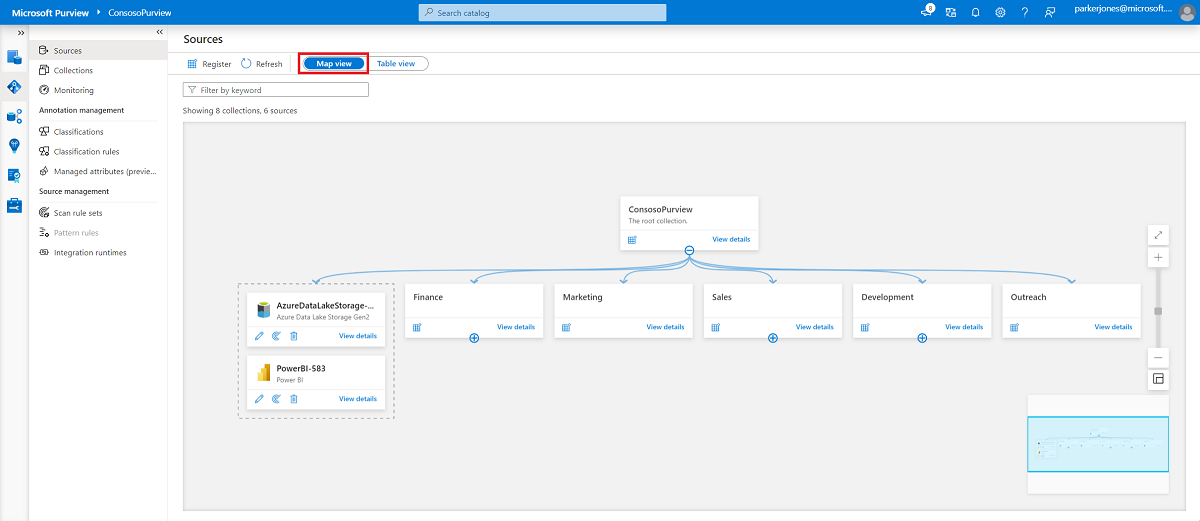 Microsoft Purview > ConsosoPurview
Search catalog
8
parkerjones@microsoft....
Sources
Collections
Monitoring
Annotation management
Classifications
Classification rules
Managed attributes (previe...
Source management
Scan rule sets
Pattern rules
Integration runtimes
Sources
Register
Refresh
Map view
Table view
Filter by keyword
Showing 8 collections, 6 sources
ConsosoPurview
The root collection.
View details
AzureDataLakeStorage-...
Azure Data Lake Storage Gen2
View details
PowerBI-583
Power BI
View details
Finance
View details
Marketing
View details
Sales
View details
Development
View details
Outreach
View details